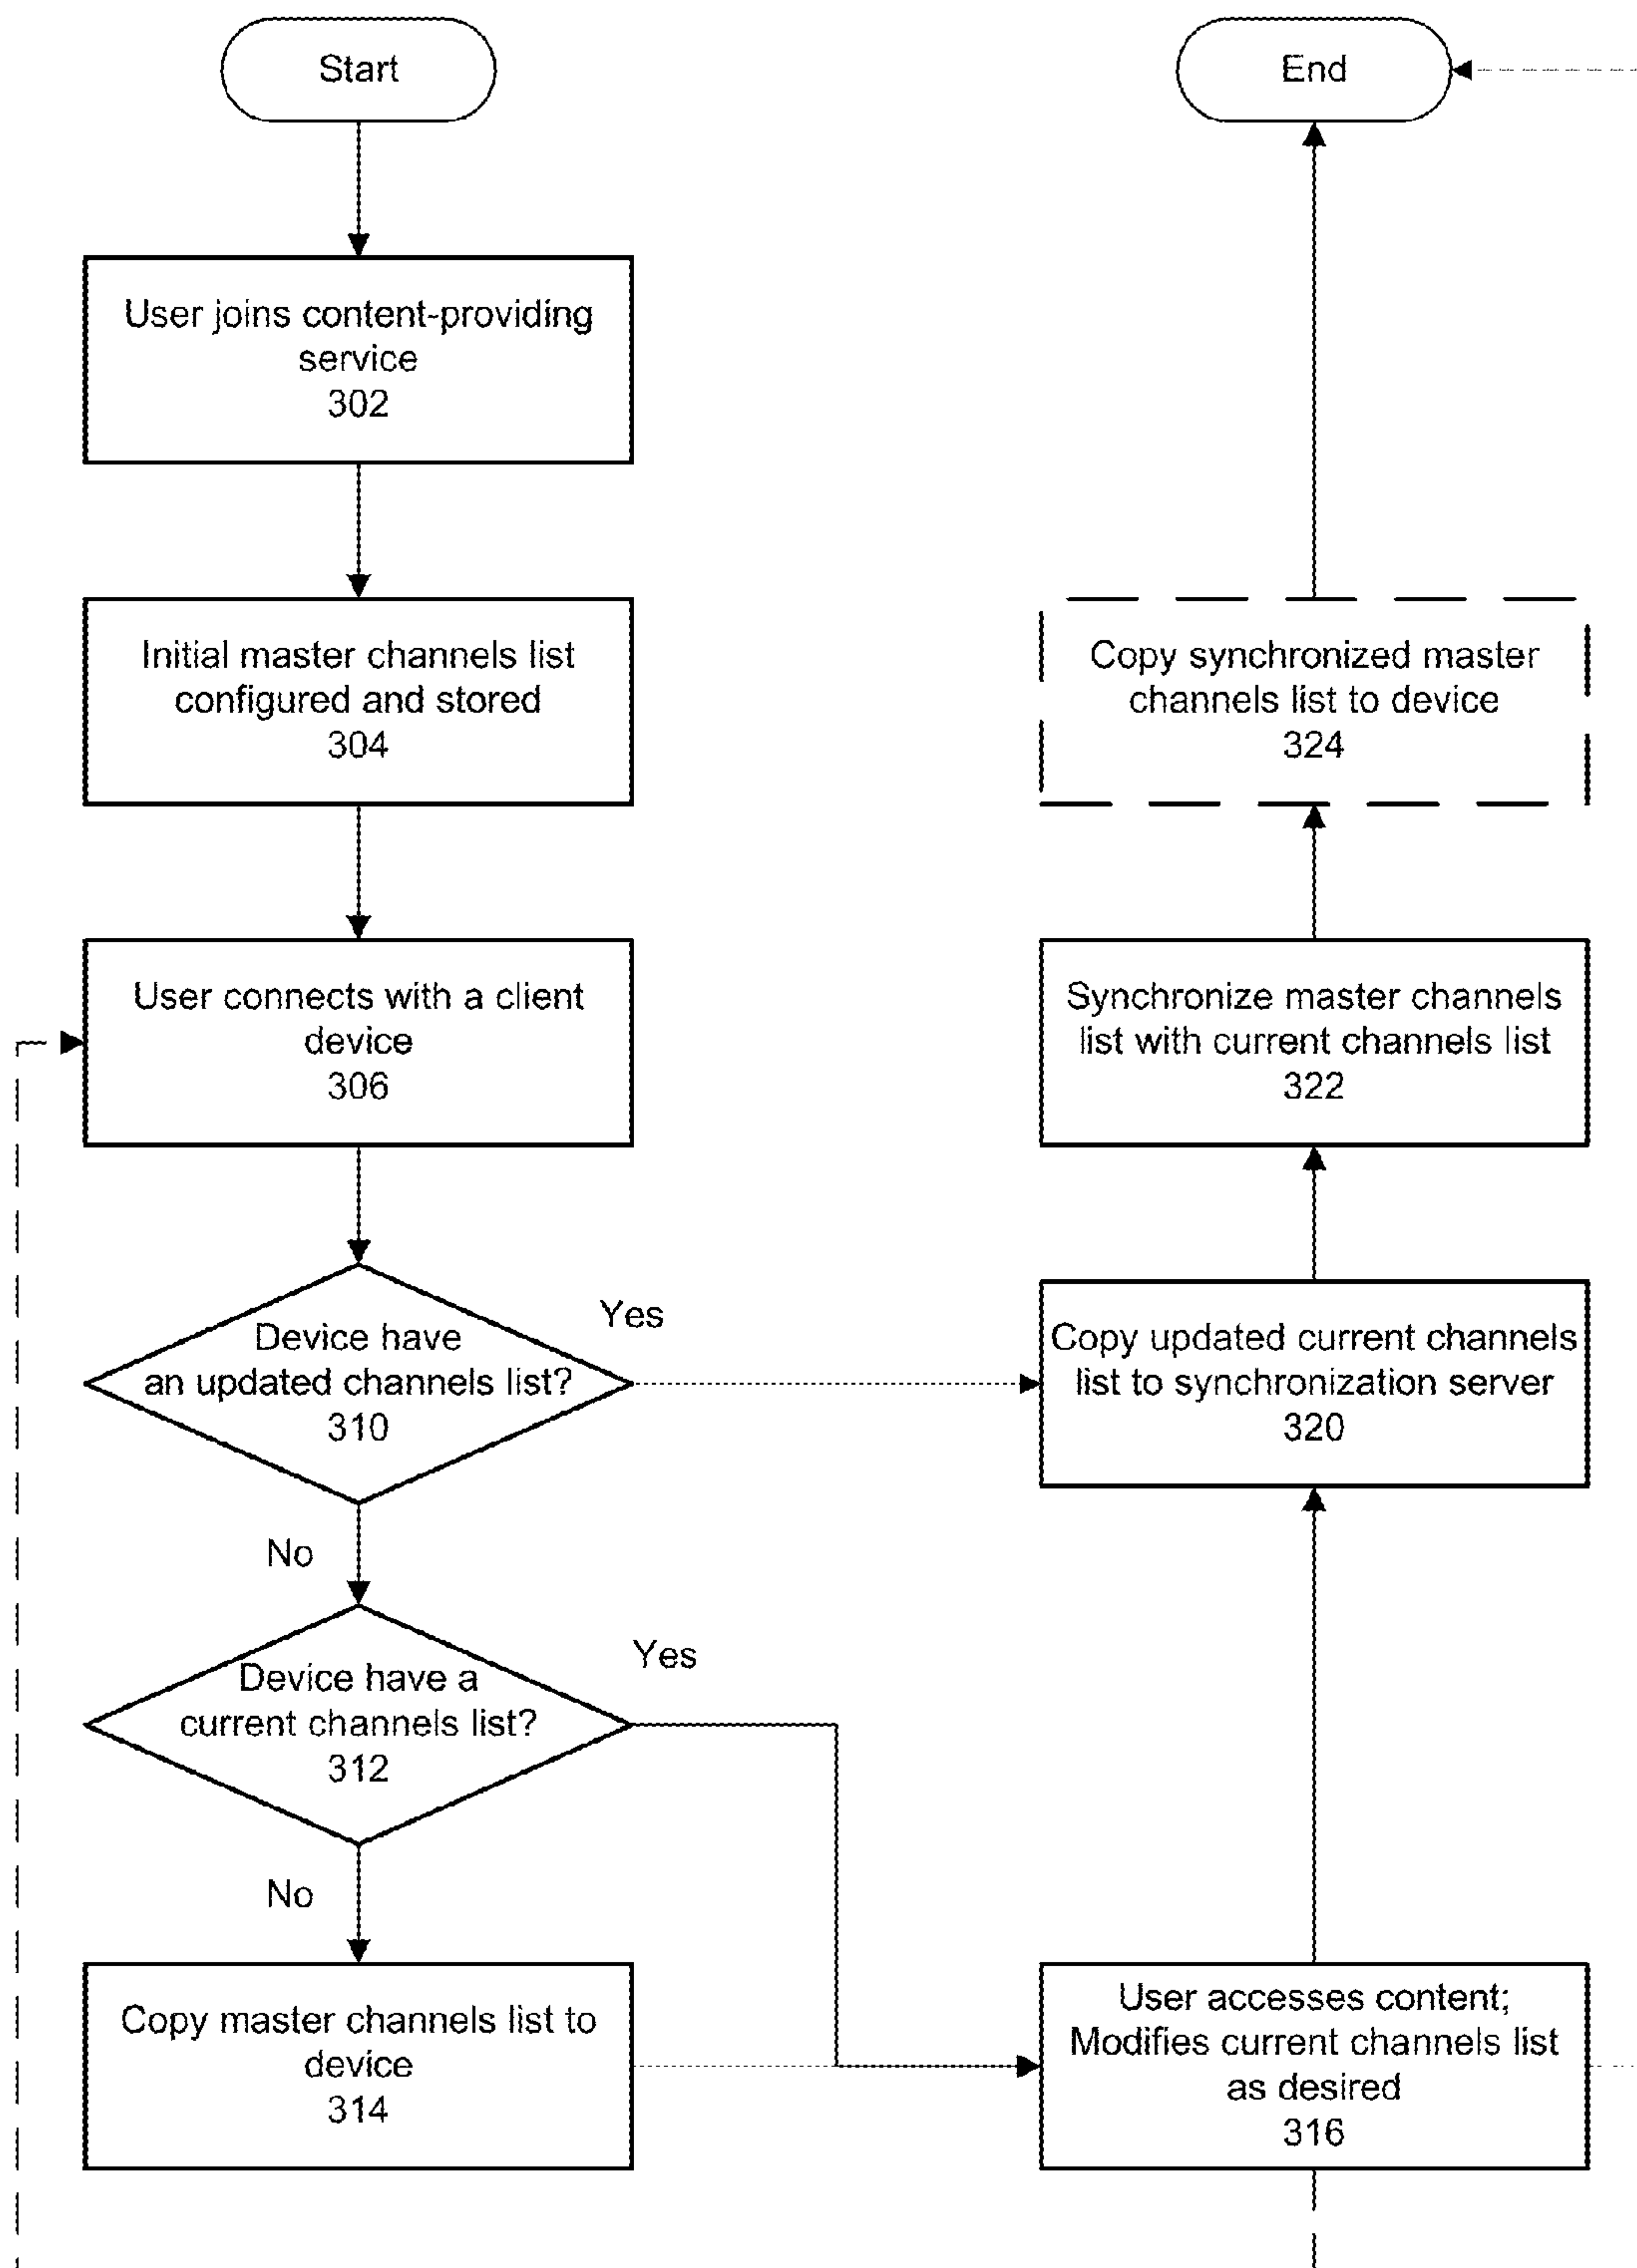 Start
User joins content-providing
service
302
Initial master channels list
configured and stored
304
User connects with a client
device
306
Device have
an updated channels list?
310
Yes
No
Device have a
current channels list?
312
Yes
No
Copy master channels list to
device
314
End
Copy synchronized master
channels list to device
324
Synchronize master channels
list with current channels list
322
Copy updated current channels
list to synchronization server
320
User accesses content;
Modifies current channels list
as desired
316